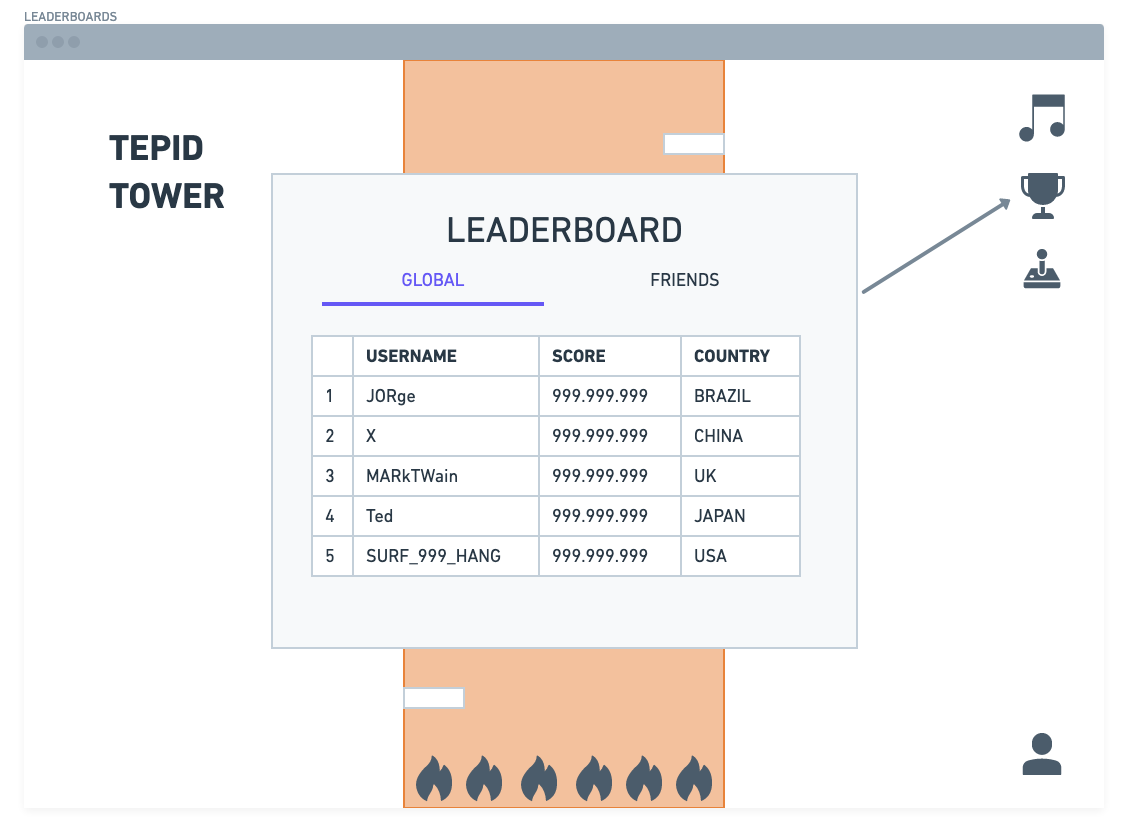 LEADERBOARDS
TEPID
TOWER
LEADERBOARD
GLOBAL FRIENDS
USERNAME SCORE COUNTRY
1 JORge 999.999.999 BRAZIL
2 X 999.999.999 CHINA
3 MARkTWain 999.999.999 UK
4 Ted 999.999.999 JAPAN
5 SURF_999_HANG 999.999.999 USA